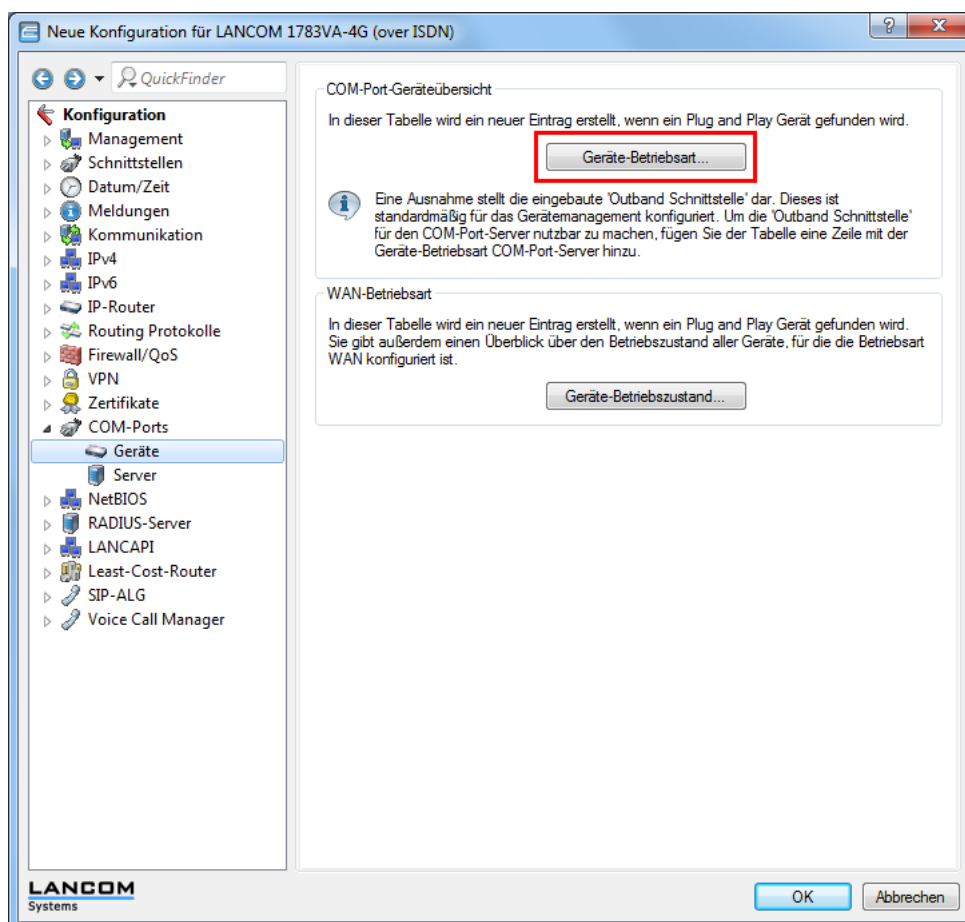 Neue Konfiguration für LANCOM 1783VA-4G (over ISDN)
?
X
QuickFinder
Konfiguration
Management
Schnittstellen
Datum/Zeit
Meldungen
Kommunikation
IPv4
IPv6
IP-Router
Routing Protokolle
Firewall/QoS
VPN
Zertifikate
COM-Ports
Geräte
Server
NetBIOS
RADIUS-Server
LANCAPI
Least-Cost-Router
SIP-ALG
Voice Call Manager
COM-Port-Geräteübersicht
In dieser Tabelle wird ein neuer Eintrag erstellt, wenn ein Plug and Play Gerät gefunden wird.
Geräte-Betriebsart...
Eine Ausnahme stellt die eingebaute 'Outband Schnittstelle' dar. Dieses ist
standardmäßig für das Gerätemanagement konfiguriert. Um die 'Outband Schnittstelle'
für den COM-Port-Server nutzbar zu machen, fügen Sie der Tabelle eine Zeile mit der
Geräte-Betriebsart COM-Port-Server hinzu.
WAN-Betriebsart
In dieser Tabelle wird ein neuer Eintrag erstellt, wenn ein Plug and Play Gerät gefunden wird.
Sie gibt außerdem einen Überblick über den Betriebszustand aller Geräte, für die die Betriebsart
WAN konfiguriert ist.
Geräte-Betriebszustand...
LANCOM
Systems
OK
Abbrechen